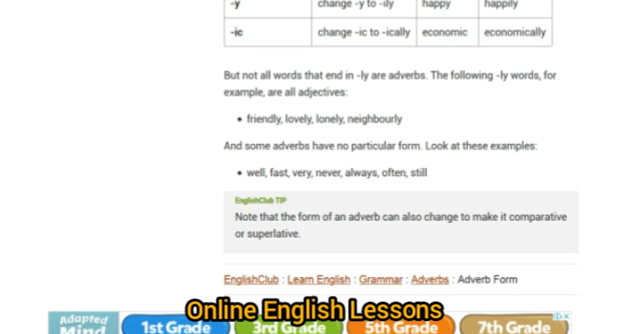 -y change -y to -ily happy happily
-ic change -ic to -ically economic economically
But not all words that end in -ly are adverbs. The following -ly words, for
example, are all adjectives:
• friendly, lovely, lonely, neighbourly
And some adverbs have no particular form. Look at these examples:
• well, fast, very, never, always, often, still
EnglishClub TIP
Note that the form of an adverb can also change to make it comparative
or superlative.
EnglishClub : Learn English : Grammar : Adverbs : Adverb Form
Online English Lessons
Adapted
Mind
1st Grade 3rd Grade 5th Grade 7th Grade